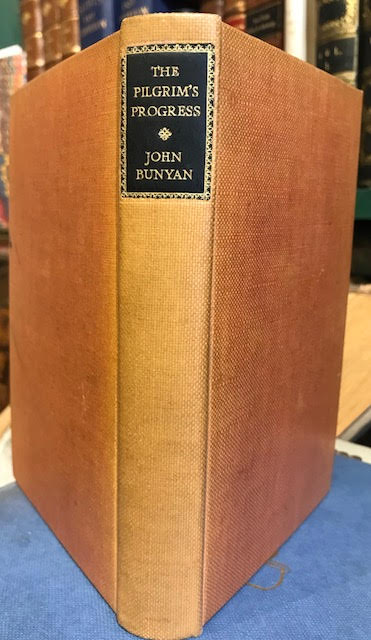 THE
PILGRIM'S
PROGRESS
JOHN
BUNYAN